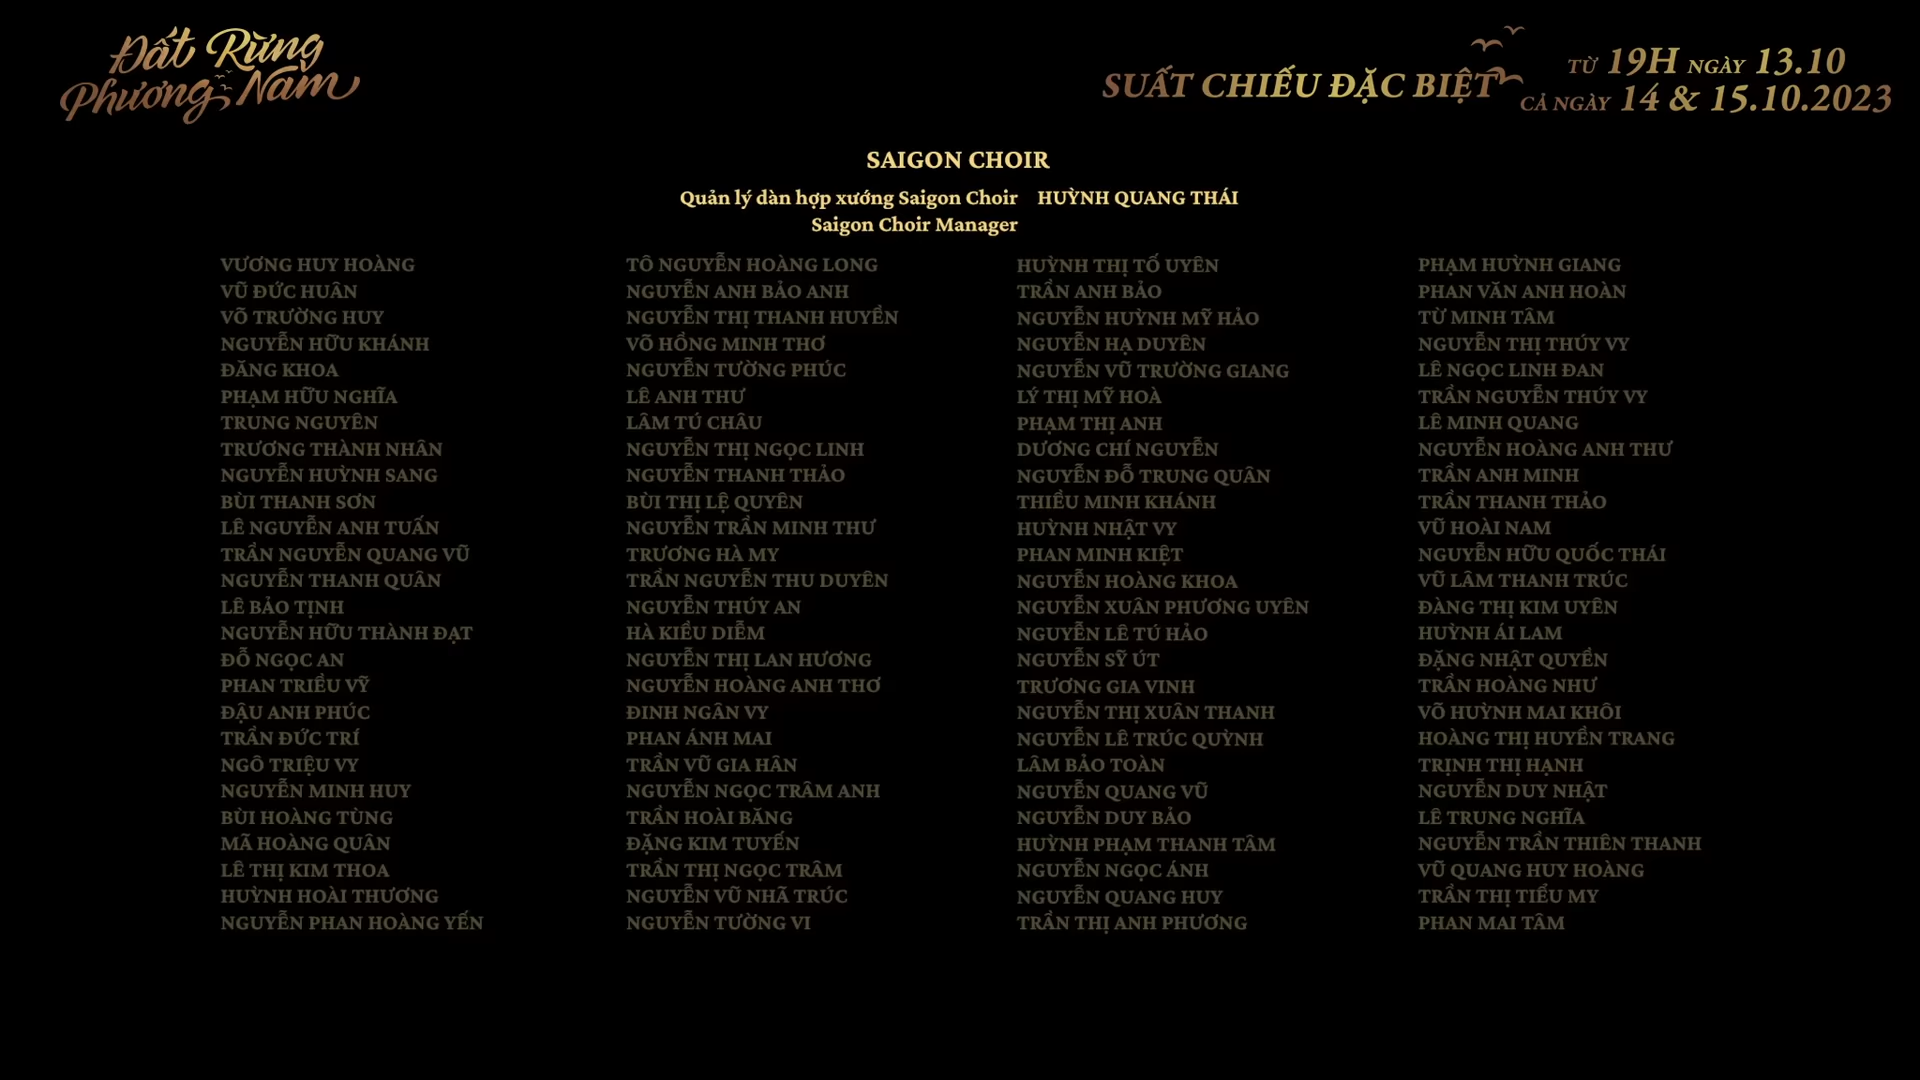 Đất Rừng
Phương Nam
SUẤT CHIẾU ĐẶC BIỆT
TỪ 19H NGÀY 13.10
CẢ NGÀY 14 & 15.10.2023
SAIGON CHOIR
Quản lý dàn hợp xướng Saigon Choir HUỲNH QUANG THÁI
Saigon Choir Manager
VƯƠNG HUY HOÀNG
VŨ ĐỨC HUÂN
VÕ TRƯỜNG HUY
NGUYỄN HỮU KHÁNH
ĐĂNG KHOA
PHẠM HỮU NGHĨA
TRUNG NGUYÊN
TRƯƠNG THÀNH NHÂN
NGUYỄN HUỲNH SANG
BÙI THANH SƠN
LÊ NGUYỄN ANH TUẤN
TRẦN NGUYỄN QUANG VŨ
NGUYỄN THANH QUÂN
LÊ BẢO TỊNH
NGUYỄN HỮU THÀNH ĐẠT
ĐỖ NGỌC AN
PHAN TRIỀU VỸ
ĐẬU ANH PHÚC
TRẦN ĐỨC TRÍ
NGÔ TRIỆU VY
NGUYỄN MINH HUY
BÙI HOÀNG TÙNG
MÃ HOÀNG QUÂN
LÊ THỊ KIM THOA
HUỲNH HOÀI THƯƠNG
NGUYỄN PHAN HOÀNG YẾN
TÔ NGUYỄN HOÀNG LONG
NGUYỄN ANH BẢO ANH
NGUYỄN THỊ THANH HUYỀN
VÕ HỒNG MINH THƠ
NGUYỄN TƯỜNG PHÚC
LÊ ANH THƯ
LÂM TÚ CHÂU
NGUYỄN THỊ NGỌC LINH
NGUYỄN THANH THẢO
BÙI THỊ LỆ QUYÊN
NGUYỄN TRẦN MINH THƯ
TRƯƠNG HÀ MY
TRẦN NGUYỄN THU DUYÊN
NGUYỄN THÚY AN
HÀ KIỀU DIỄM
NGUYỄN THỊ LAN HƯƠNG
NGUYỄN HOÀNG ANH THƠ
ĐINH NGÂN VY
PHAN ÁNH MAI
TRẦN VŨ GIA HÂN
NGUYỄN NGỌC TRÂM ANH
TRẦN HOÀI BĂNG
ĐẶNG KIM TUYẾN
TRẦN THỊ NGỌC TRÂM
NGUYỄN VŨ NHÃ TRÚC
NGUYỄN TƯỜNG VI
HUỲNH THỊ TỐ UYÊN
TRẦN ANH BẢO
NGUYỄN HUỲNH MỸ HẢO
NGUYỄN HẠ DUYÊN
NGUYỄN VŨ TRƯỜNG GIANG
LÝ THỊ MỸ HOÀ
PHẠM THỊ ANH
DƯƠNG CHÍ NGUYỄN
NGUYỄN ĐỖ TRUNG QUÂN
THIỀU MINH KHÁNH
HUỲNH NHẬT VY
PHAN MINH KIỆT
NGUYỄN HOÀNG KHOA
NGUYỄN XUÂN PHƯƠNG UYÊN
NGUYỄN LÊ TÚ HẢO
NGUYỄN SỸ ÚT
TRƯƠNG GIA VINH
NGUYỄN THỊ XUÂN THANH
NGUYỄN LÊ TRÚC QUỲNH
LÂM BẢO TOÀN
NGUYỄN QUANG VŨ
NGUYỄN DUY BẢO
HUỲNH PHẠM THANH TÂM
NGUYỄN NGỌC ÁNH
NGUYỄN QUANG HUY
TRẦN THỊ ANH PHƯƠNG
PHẠM HUỲNH GIANG
PHAN VĂN ANH HOÀN
TỪ MINH TÂM
NGUYỄN THỊ THÚY VY
LÊ NGỌC LINH ĐAN
TRẦN NGUYỄN THÚY VY
LÊ MINH QUANG
NGUYỄN HOÀNG ANH THƯ
TRẦN ANH MINH
TRẦN THANH THẢO
VŨ HOÀI NAM
NGUYỄN HỮU QUỐC THÁI
VŨ LÂM THANH TRÚC
ĐÀNG THỊ KIM UYÊN
HUỲNH ÁI LAM
ĐẶNG NHẬT QUYỀN
TRẦN HOÀNG NHƯ
VÕ HUỲNH MAI KHÔI
HOÀNG THỊ HUYỀN TRANG
TRỊNH THỊ HẠNH
NGUYỄN DUY NHẬT
LÊ TRUNG NGHĨA
NGUYỄN TRẦN THIÊN THANH
VŨ QUANG HUY HOÀNG
TRẦN THỊ TIỂU MY
PHAN MAI TÂM